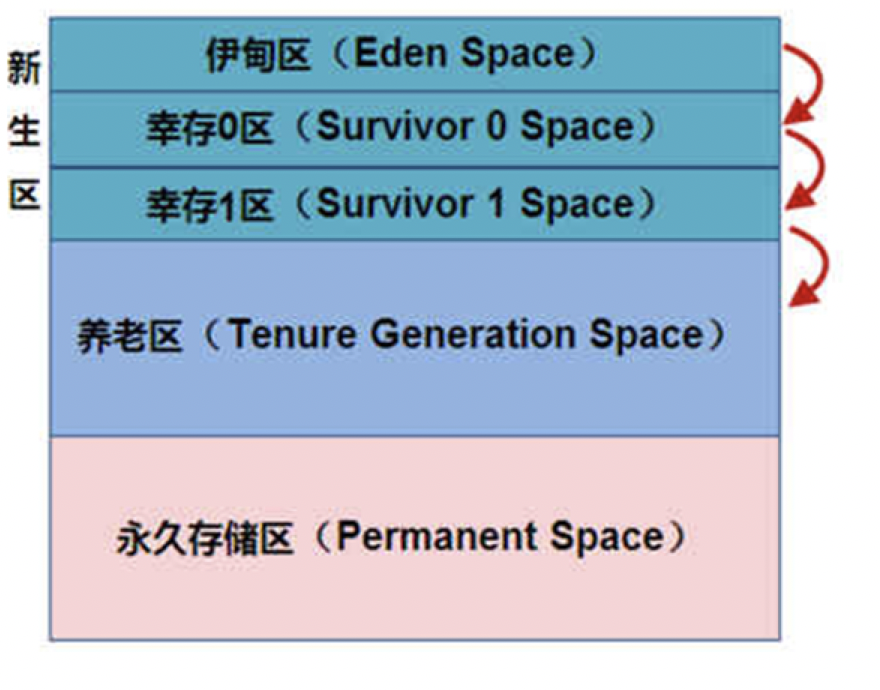 新生区
伊甸区（Eden Space）
幸存0区（Survivor 0 Space）
幸存1区（Survivor 1 Space）
养老区（Tenure Generation Space）
永久存储区（Permanent Space）